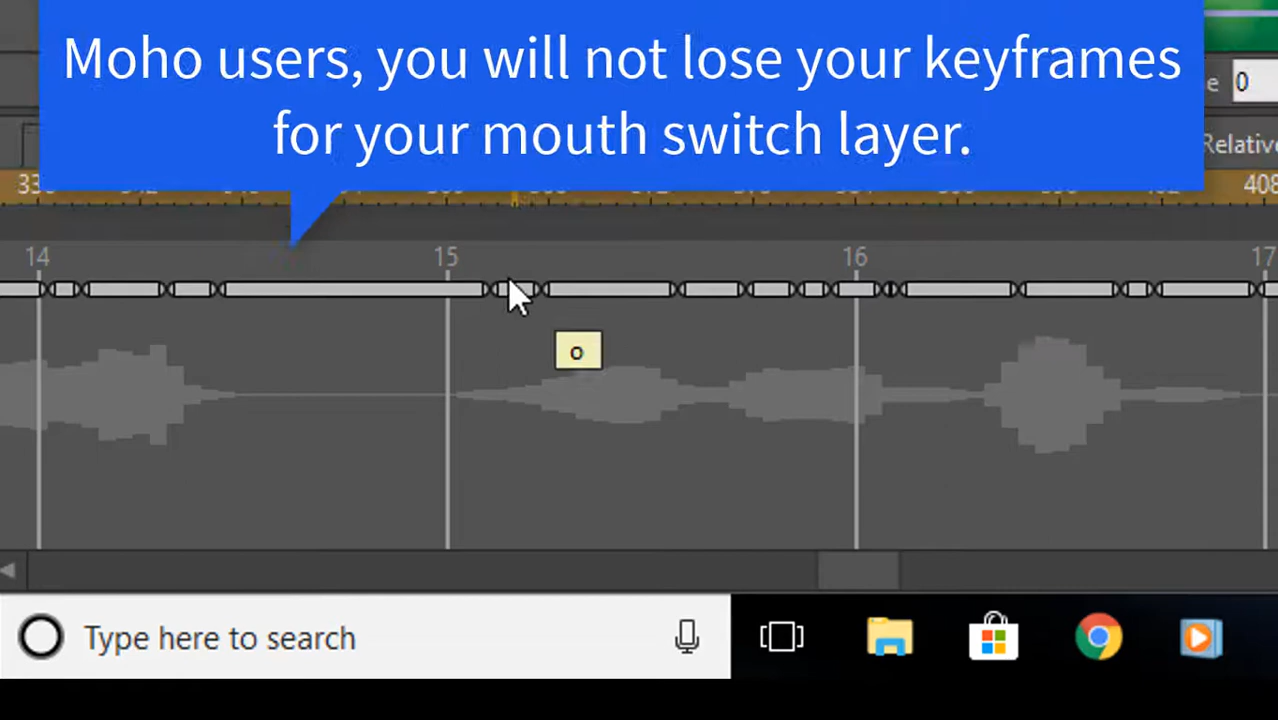 Moho users, you will not lose your keyframes
for your mouth switch layer.
e 0
Relative
408
14 15 16 17
o
Type here to search